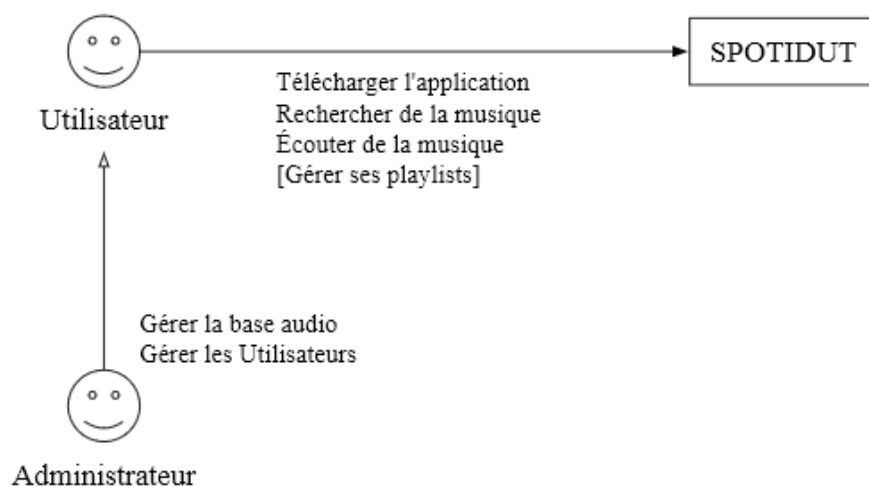 SPOTIDUT
Télécharger l'application
Rechercher de la musique
Écouter de la musique
[Gérer ses playlists]
Utilisateur
Gérer la base audio
Gérer les Utilisateurs
Administrateur